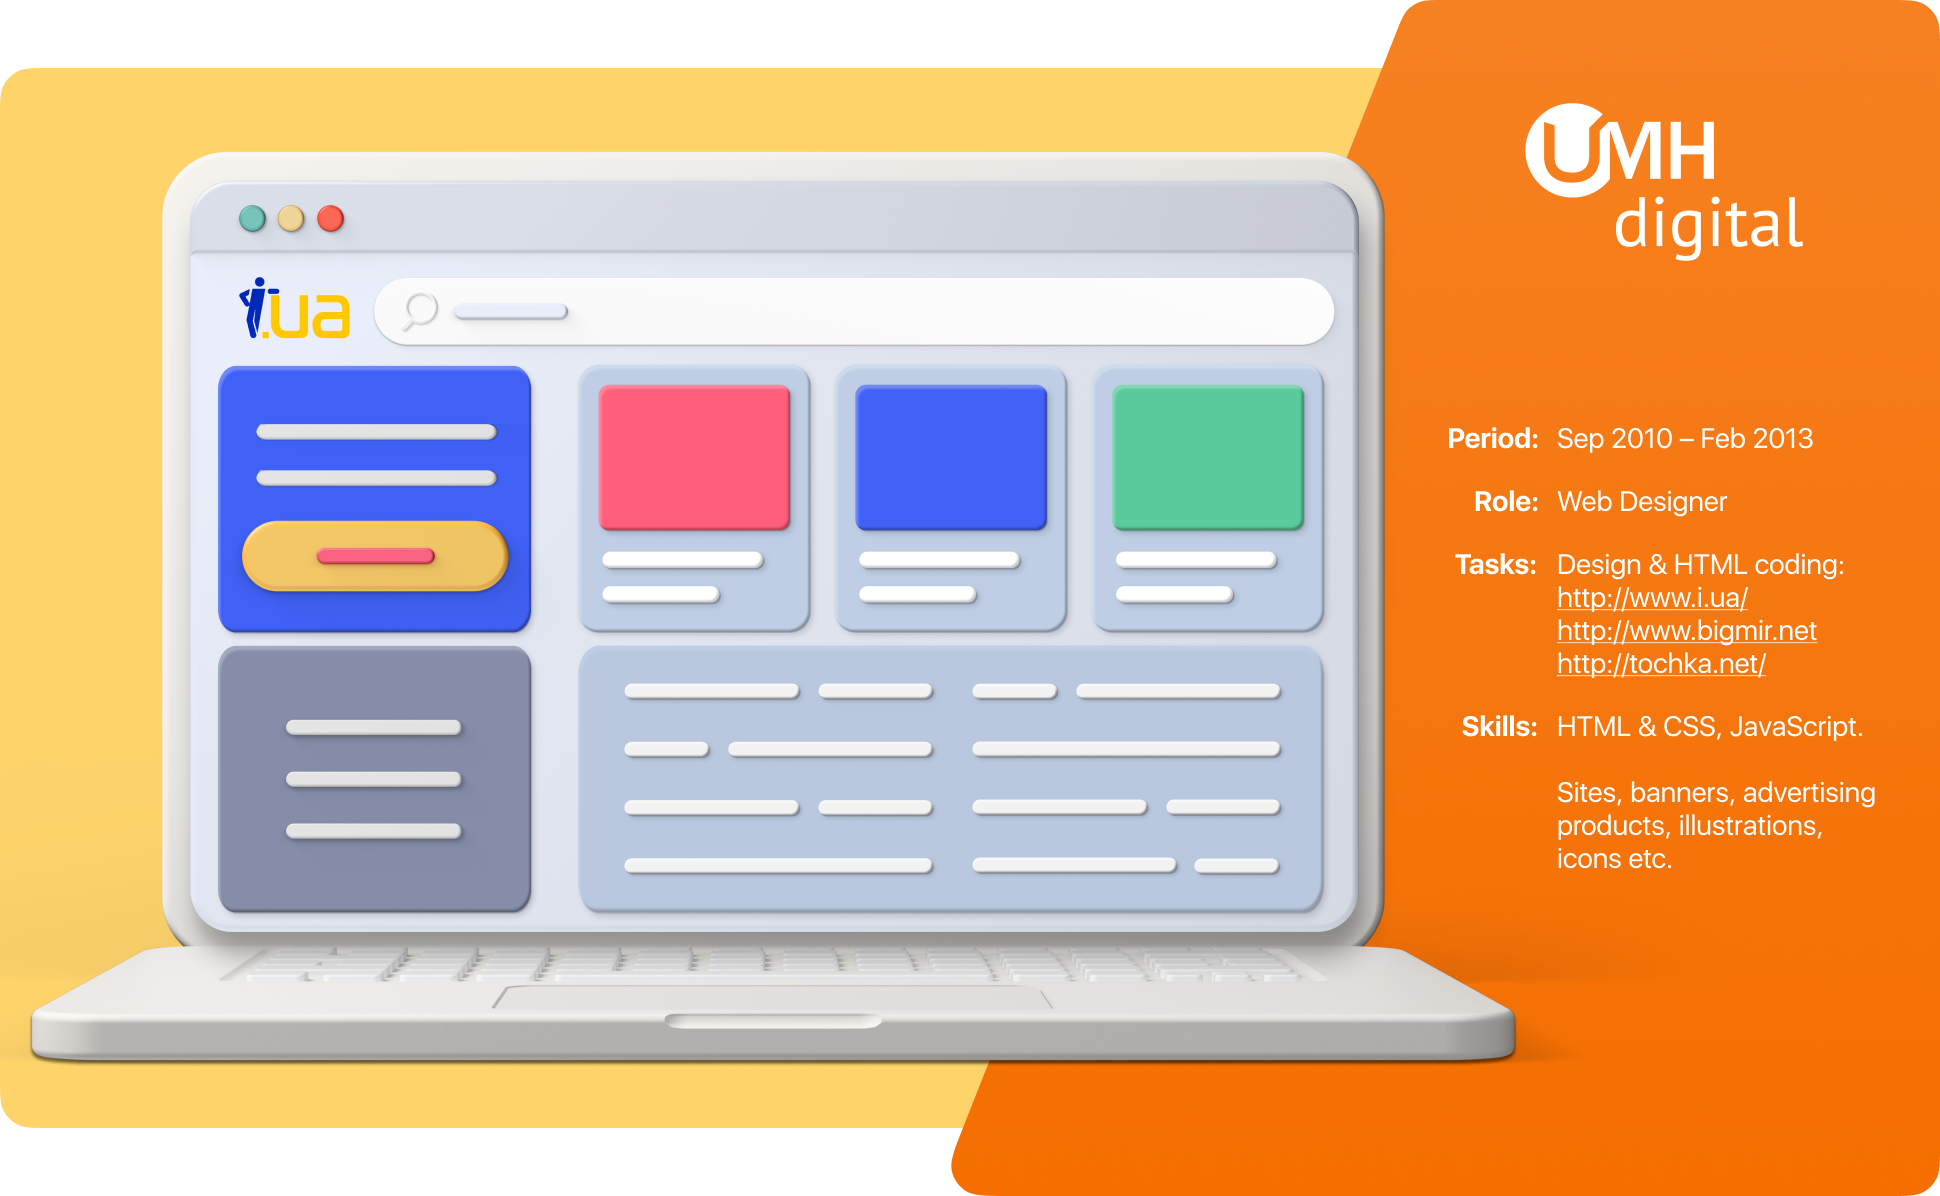 UMH
digital
i.ua
Period: Sep 2010 – Feb 2013
Role: Web Designer
Tasks: Design & HTML coding:
http://www.i.ua/
http://www.bigmir.net
http://tochka.net/
Skills: HTML & CSS, JavaScript.
Sites, banners, advertising
products, illustrations,
icons etc.